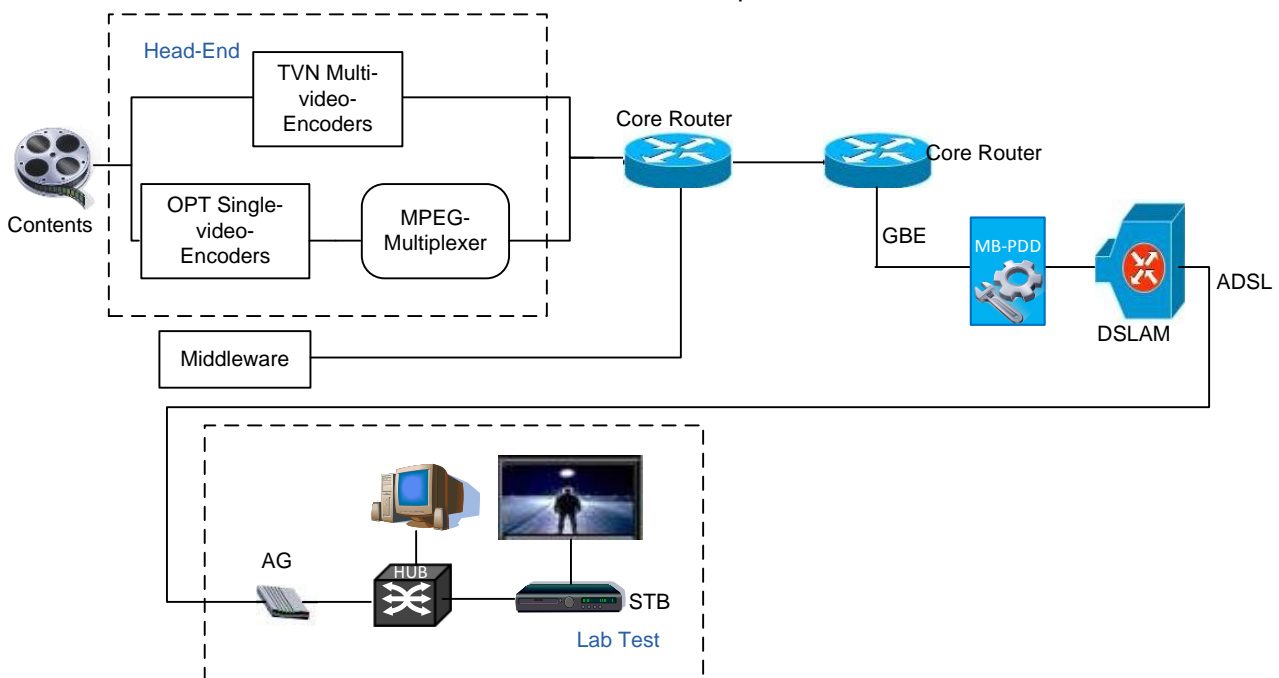 Head-End
TVN Multi-
video-
Encoders
Core Router
Core Router
Contents
OPT Single-
video-
Encoders
MPEG-
Multiplexer
GBE
MB-PDD
ADSL
DSLAM
Middleware
AG
HUB
STB
Lab Test